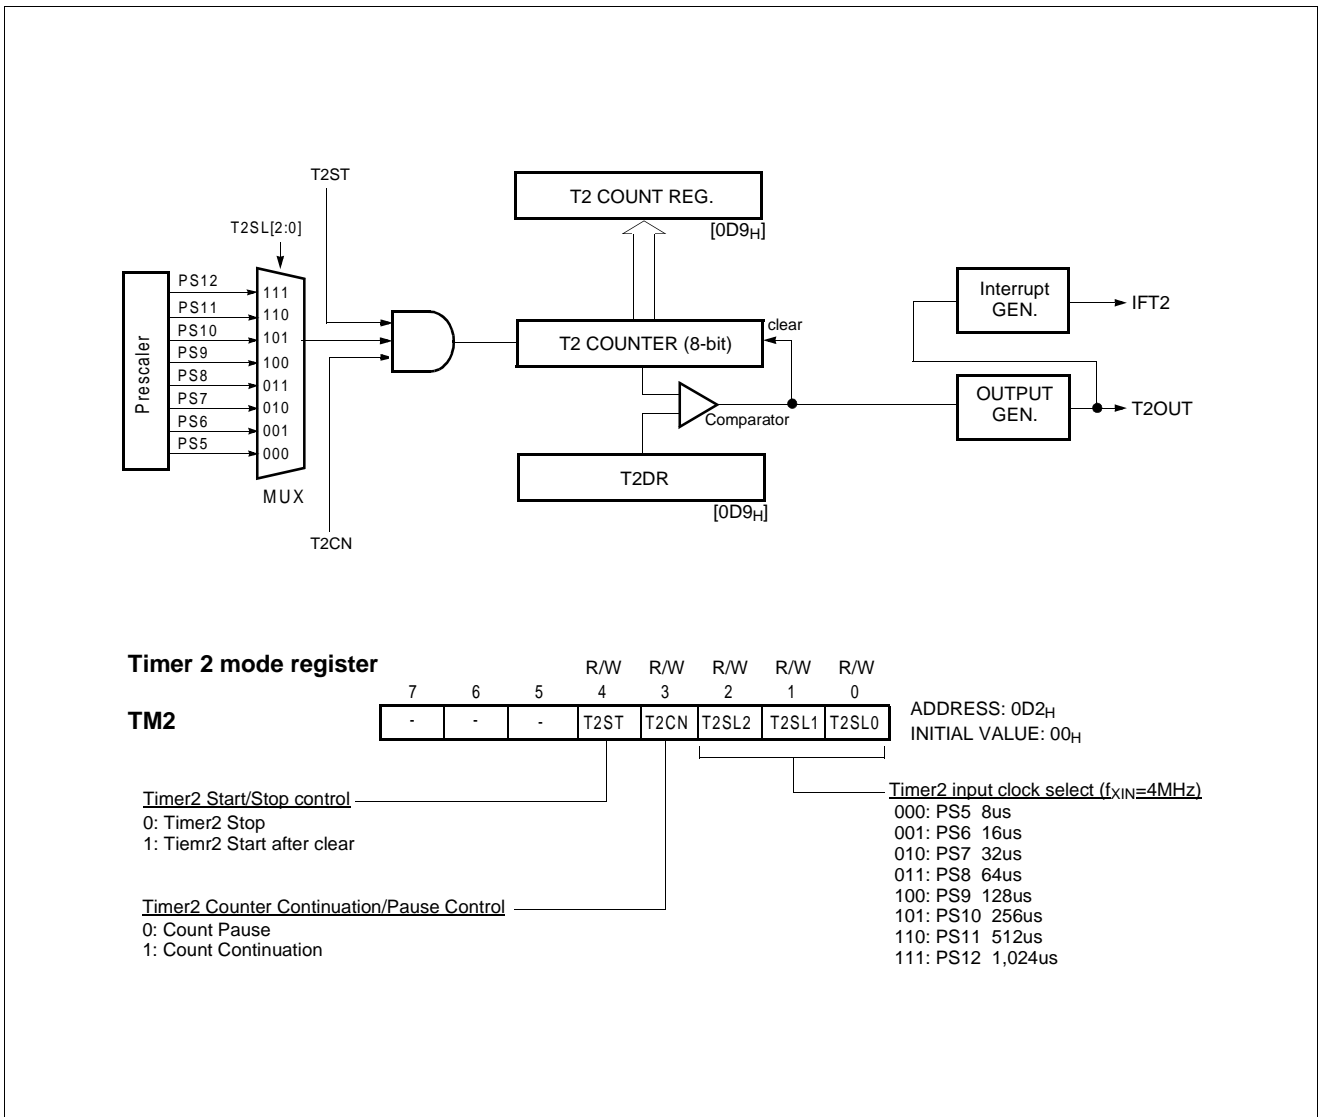 T2ST
T2 COUNT REG.
[0D9H]
T2SL[2:0]
Prescaler
PS12
PS11
PS10
PS9
PS8
PS7
PS6
PS5
111
110
101
100
011
010
001
000
MUX
T2CN
T2 COUNTER (8-bit)
clear
Comparator
T2DR
[0D9H]
Interrupt
GEN.
IFT2
OUTPUT
GEN.
T2OUT
Timer 2 mode register
R/W R/W R/W R/W R/W
7 6 5 4 3 2 1 0
TM2
- - - T2ST T2CN T2SL2 T2SL1 T2SL0
ADDRESS: 0D2H
INITIAL VALUE: 00H
Timer2 Start/Stop control
0: Timer2 Stop
1: Tiemr2 Start after clear
Timer2 Counter Continuation/Pause Control
0: Count Pause
1: Count Continuation
Timer2 input clock select (fXIN=4MHz)
000: PS5 8us
001: PS6 16us
010: PS7 32us
011: PS8 64us
100: PS9 128us
101: PS10 256us
110: PS11 512us
111: PS12 1,024us